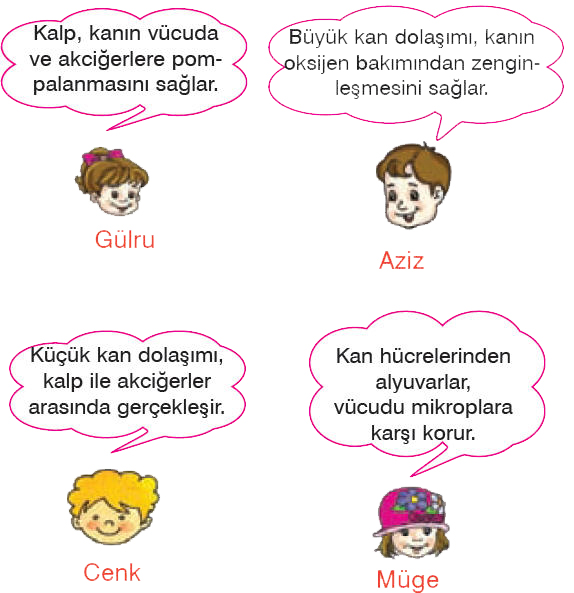 Kalp, kanın vücuda
ve akciğerlere pom-
palanmasını sağlar.
Gülru
Büyük kan dolaşımı, kanın
oksijen bakımından zengin-
leşmesini sağlar.
Aziz
Küçük kan dolaşımı,
kalp ile akciğerler
arasında gerçekleşir.
Cenk
Kan hücrelerinden
alyuvarlar,
vücudu mikroplara
karşı korur.
Müge